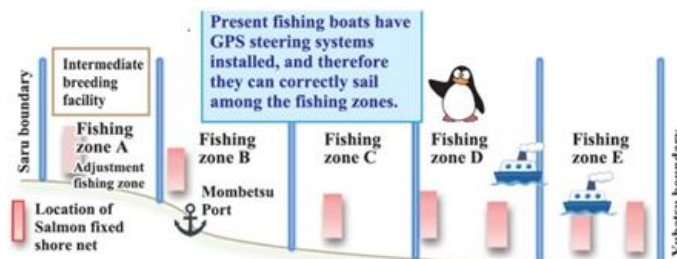 Present fishing boats have
GPS steering systems
installed, and therefore
they can correctly sail
among the fishing zones.
Saru boundary
Intermediate
breeding
facility
Fishing
zone A
Adjustment
fishing zone
Fishing
zone B
Fishing
zone C
Fishing
zone D
Fishing
zone E
Mombetsu
Port
Location of
Salmon fixed
shore net
Yubetsu boundary